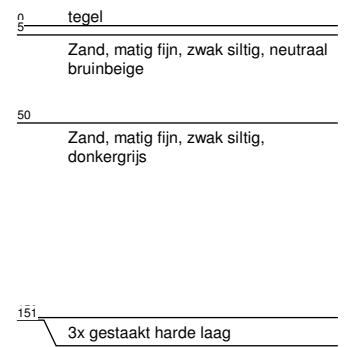 0 tegel
5
Zand, matig fijn, zwak siltig, neutraal
bruinbeige
50
Zand, matig fijn, zwak siltig,
donkergrijs
151
3x gestaakt harde laag